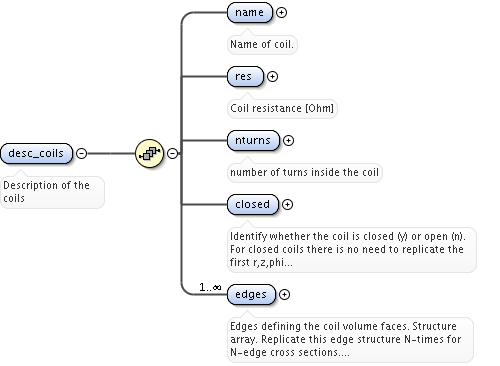 name
Name of coil.
res
Coil resistance [Ohm]
nturns
desc_coils
number of turns inside the coil
Description of the
coils
closed
Identify whether the coil is closed (y) or open (n).
For closed coils there is no need to replicate the
first r,z,phi...
1..∞
edges
Edges defining the coil volume faces. Structure
array. Replicate this edge structure N-times for
N-edge cross sections....